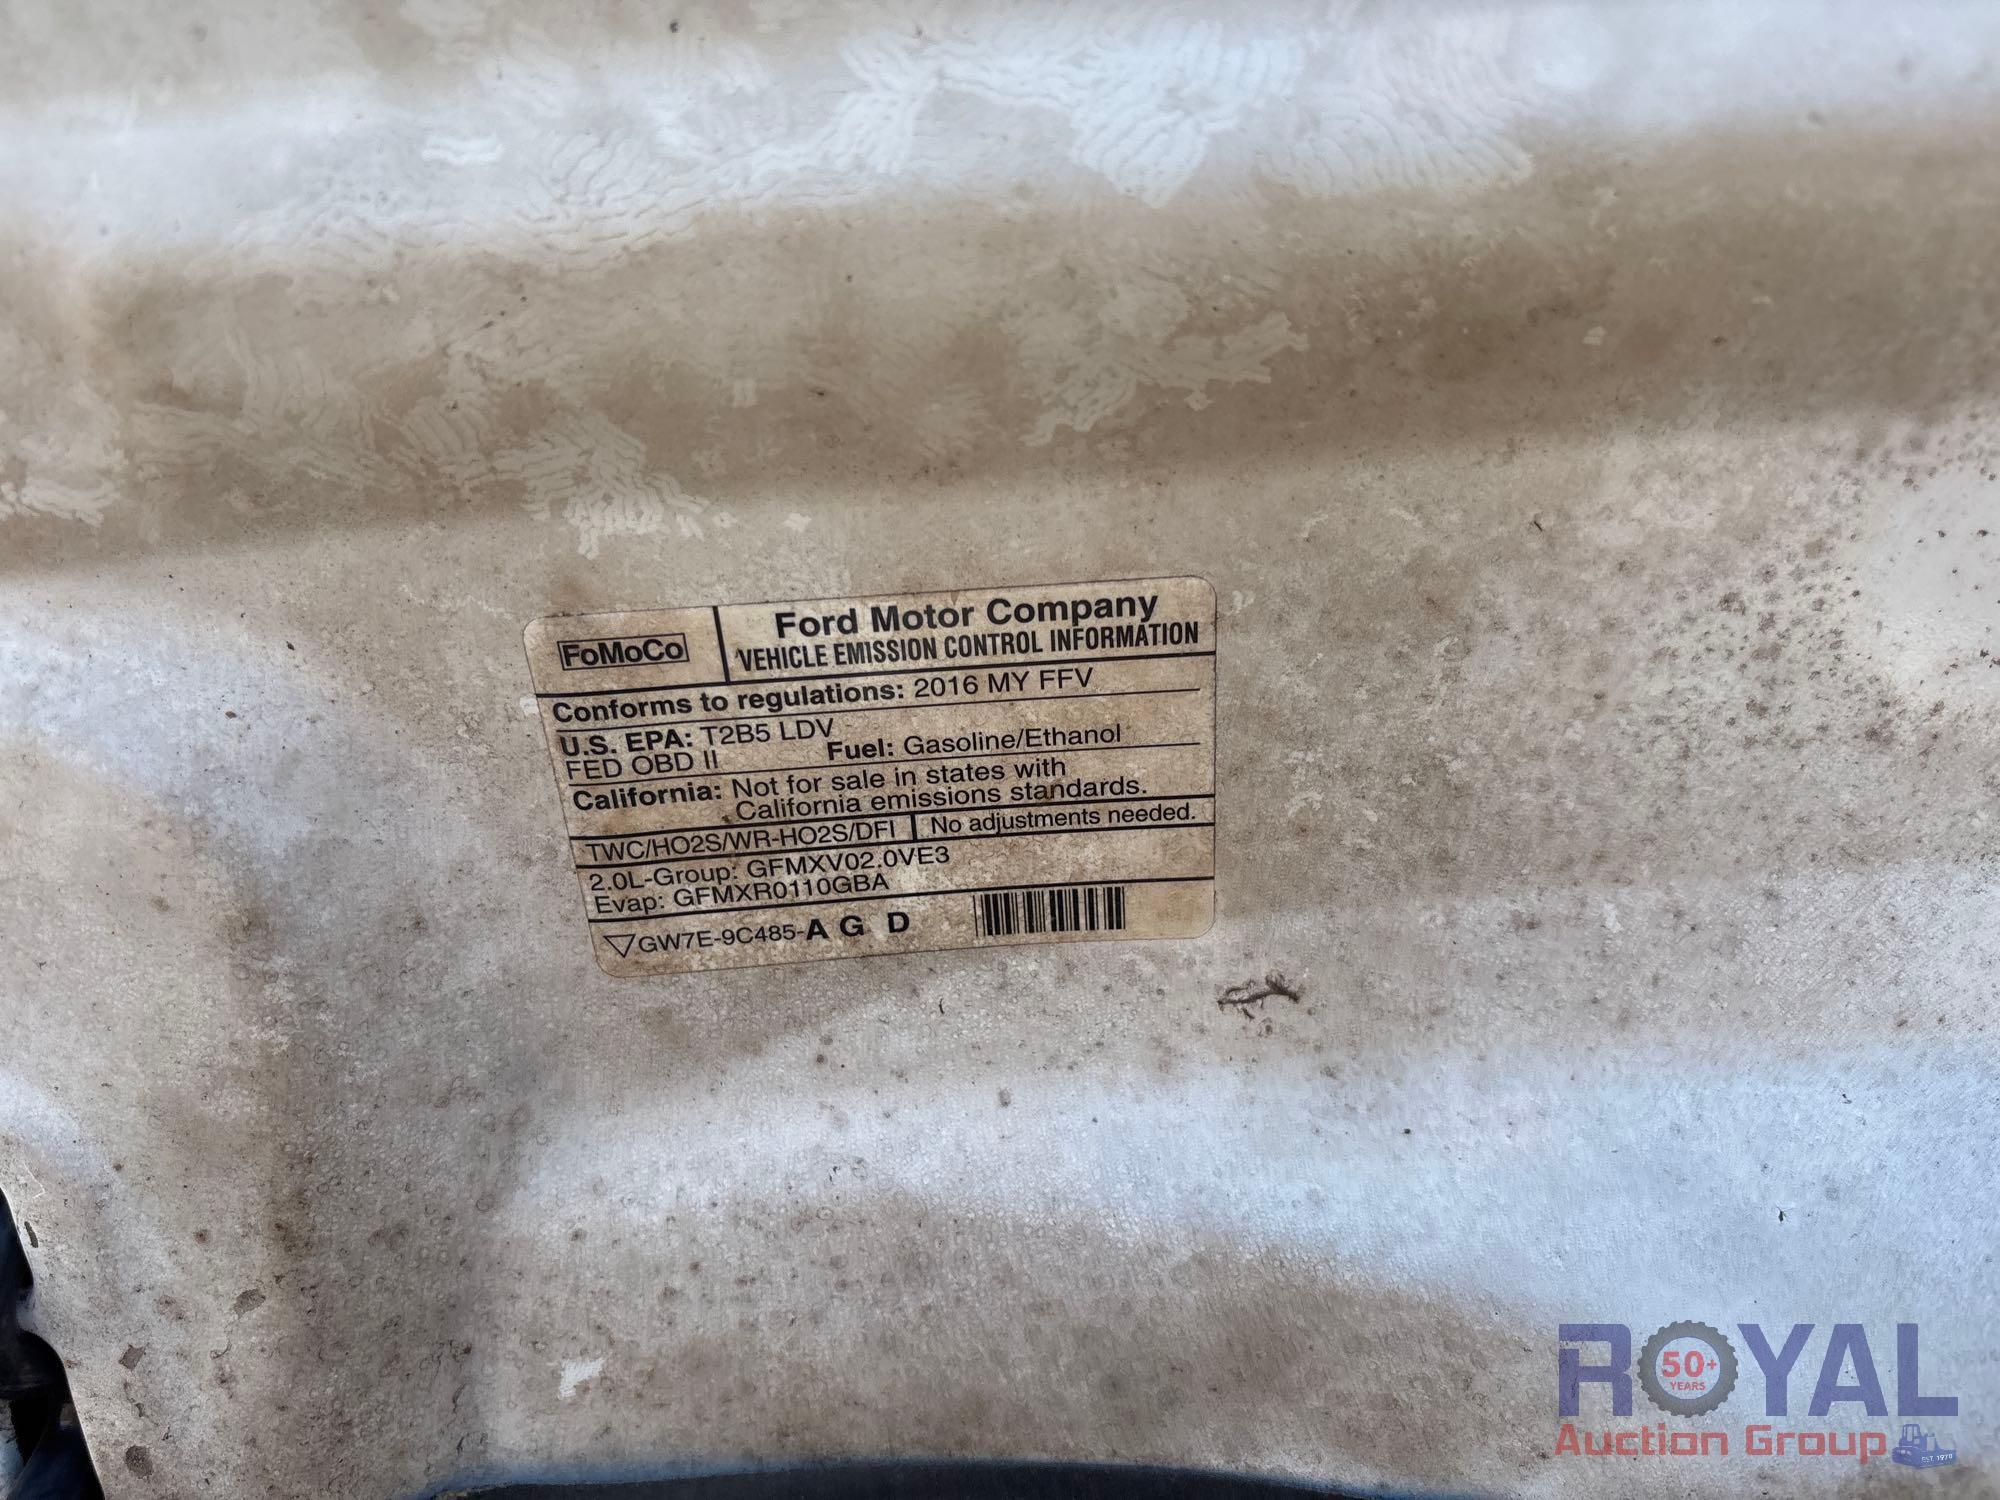 FoMoCo
Ford Motor Company
VEHICLE EMISSION CONTROL INFORMATION
Conforms to regulations: 2016 MY FFV
U.S. EPA: T2B5 LDV
FED OBD II Fuel: Gasoline/Ethanol
California: Not for sale in states with
California emissions standards.
TWC/HO2S/WR-HO2S/DFI No adjustments needed.
2.0L-Group: GFMXV02.0VE3
Evap: GFMXR0110GBA
GW7E-9C485-A G D
ROYAL
50+
YEARS
Auction Group
EST. 1970